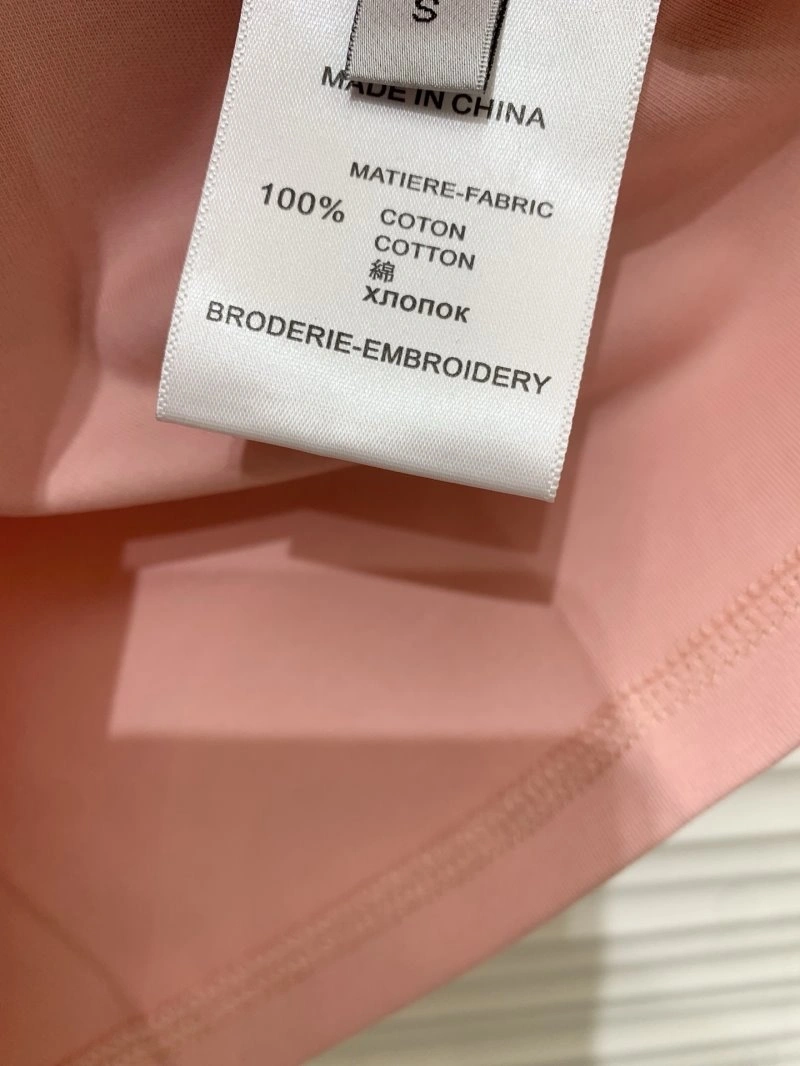 S
MADE IN CHINA
MATIERE-FABRIC
100% COTON
COTTON
綿
хлопок
BRODERIE-EMBROIDERY